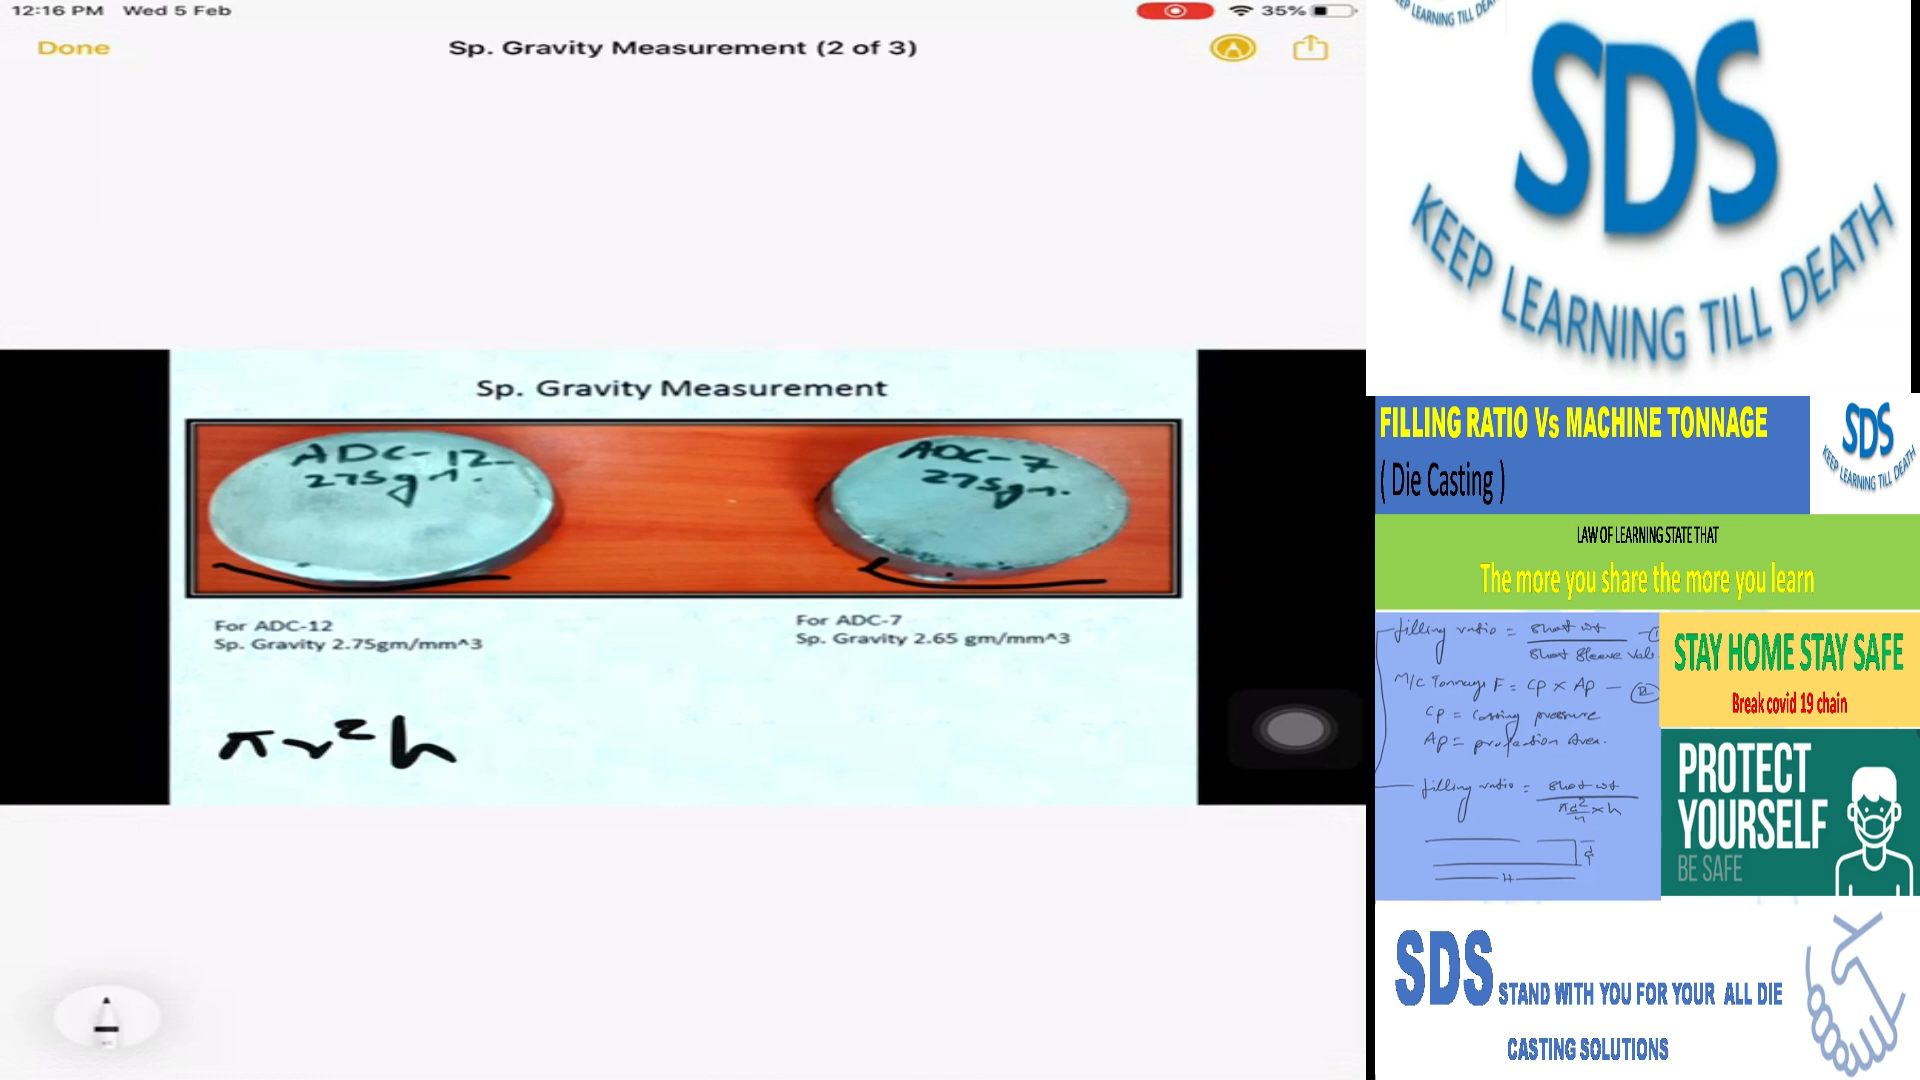 12:16 PM Wed 5 Feb
35%
Done
Sp. Gravity Measurement (2 of 3)
Sp. Gravity Measurement
ADC-12
275gm.
ADC-7
275gm.
For ADC-12
Sp. Gravity 2.75gm/mm^3
For ADC-7
Sp. Gravity 2.65 gm/mm^3
πr²h
KEEP LEARNING TILL DEATH
SDS
KEEP LEARNING TILL DEATH
FILLING RATIO Vs MACHINE TONNAGE
( Die Casting )
SDS
KEEP LEARNING TILL DEATH
LAW OF LEARNING STATE THAT
The more you share the more you learn
filling ratio = shot wt
Shot Sleeve Vol
M/C Tonnage F = CP × AP
CP = casting pressure
AP = projection Area.
filling ratio = shot wt
πd²/4 × h
d
H
STAY HOME STAY SAFE
Break covid 19 chain
PROTECT
YOURSELF
BE SAFE
SDS STAND WITH YOU FOR YOUR ALL DIE
CASTING SOLUTIONS